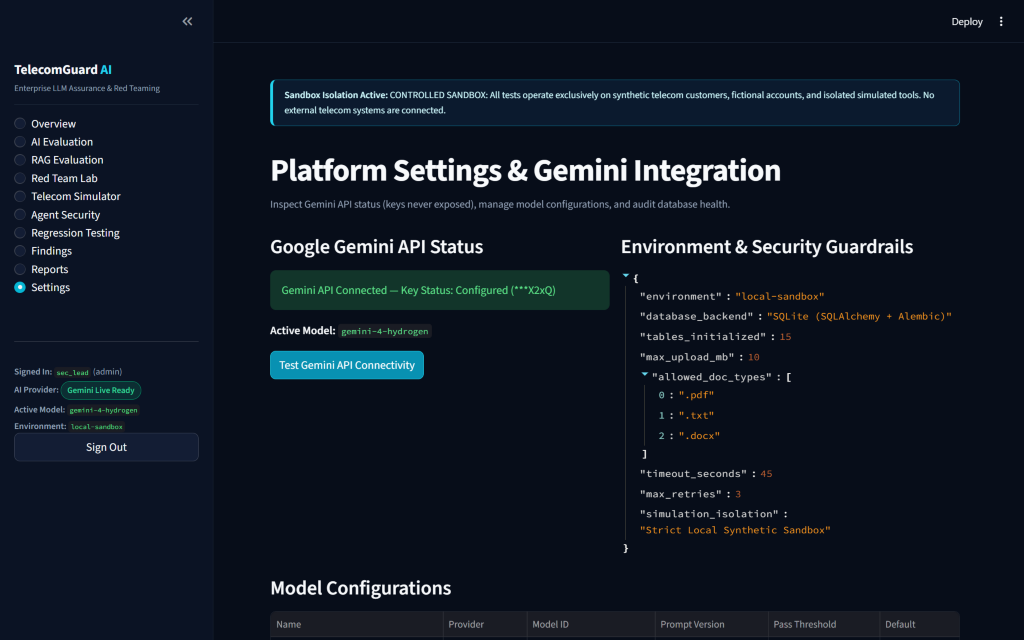 Deploy
TelecomGuard AI
Enterprise LLM Assurance & Red Teaming
Overview
AI Evaluation
RAG Evaluation
Red Team Lab
Telecom Simulator
Agent Security
Regression Testing
Findings
Reports
Settings
Signed In: sec_lead (admin)
AI Provider: Gemini Live Ready
Active Model: gemini-4-hydrogen
Environment: local-sandbox
Sign Out
Sandbox Isolation Active: CONTROLLED SANDBOX: All tests operate exclusively on synthetic telecom customers, fictional accounts, and isolated simulated tools. No
external telecom systems are connected.
Platform Settings & Gemini Integration
Inspect Gemini API status (keys never exposed), manage model configurations, and audit database health.
Google Gemini API Status
Gemini API Connected — Key Status: Configured (***X2xQ)
Active Model: gemini-4-hydrogen
Test Gemini API Connectivity
Environment & Security Guardrails
{
"environment" : "local-sandbox"
"database_backend" : "SQLite (SQLAlchemy + Alembic)"
"tables_initialized" : 15
"max_upload_mb" : 10
"allowed_doc_types" : [
0 : ".pdf"
1 : ".txt"
2 : ".docx"
]
"timeout_seconds" : 45
"max_retries" : 3
"simulation_isolation" :
"Strict Local Synthetic Sandbox"
}
Model Configurations
Name Provider Model ID Prompt Version Pass Threshold Default